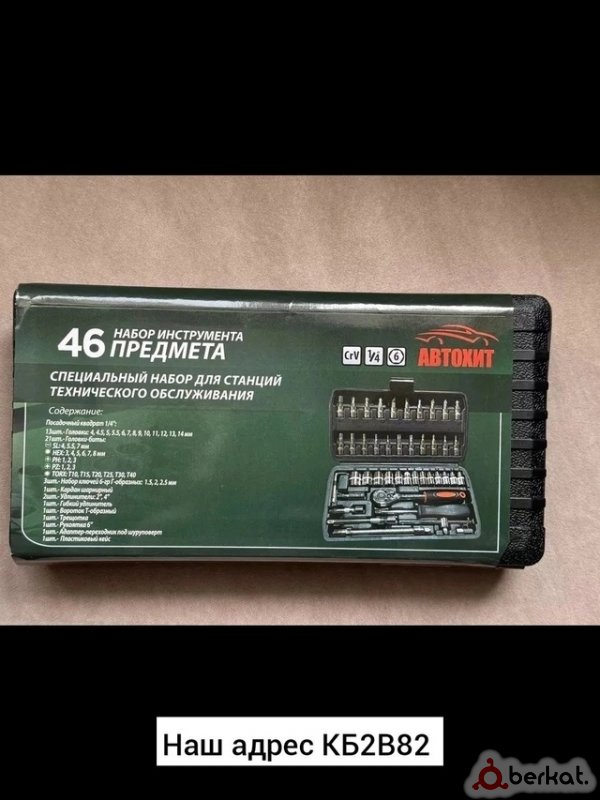 46 НАБОР ИНСТРУМЕНТА
ПРЕДМЕТА
CrV 1/4 6
АВТОХИТ
СПЕЦИАЛЬНЫЙ НАБОР ДЛЯ СТАНЦИЙ
ТЕХНИЧЕСКОГО ОБСЛУЖИВАНИЯ
Содержание:
Посадочный квадрат 1/4":
13шт.- Головки: 4, 4.5, 5, 5.5, 6, 7, 8, 9, 10, 11, 12, 13, 14 мм
21шт.- Головки-биты:
SL: 4, 5.5, 7 мм
HEX: 3, 4, 5, 6, 7, 8 мм
PH: 1, 2, 3
PZ: 1, 2, 3
TORX: T10, T15, T20, T25, T30, T40
3шт.- Набор ключей 6-гр Г-образных: 1.5, 2, 2.5 мм
1шт.- Кардан шарнирный
2шт.- Удлинители: 2", 4"
1шт.- Гибкий удлинитель
1шт.- Вороток Т-образный
1шт.- Трещотка
1шт.- Рукоятка 6"
1шт.- Адаптер-переходник под шуруповерт
1шт.- Пластиковый кейс
Наш адрес КБ2В82
berkat.